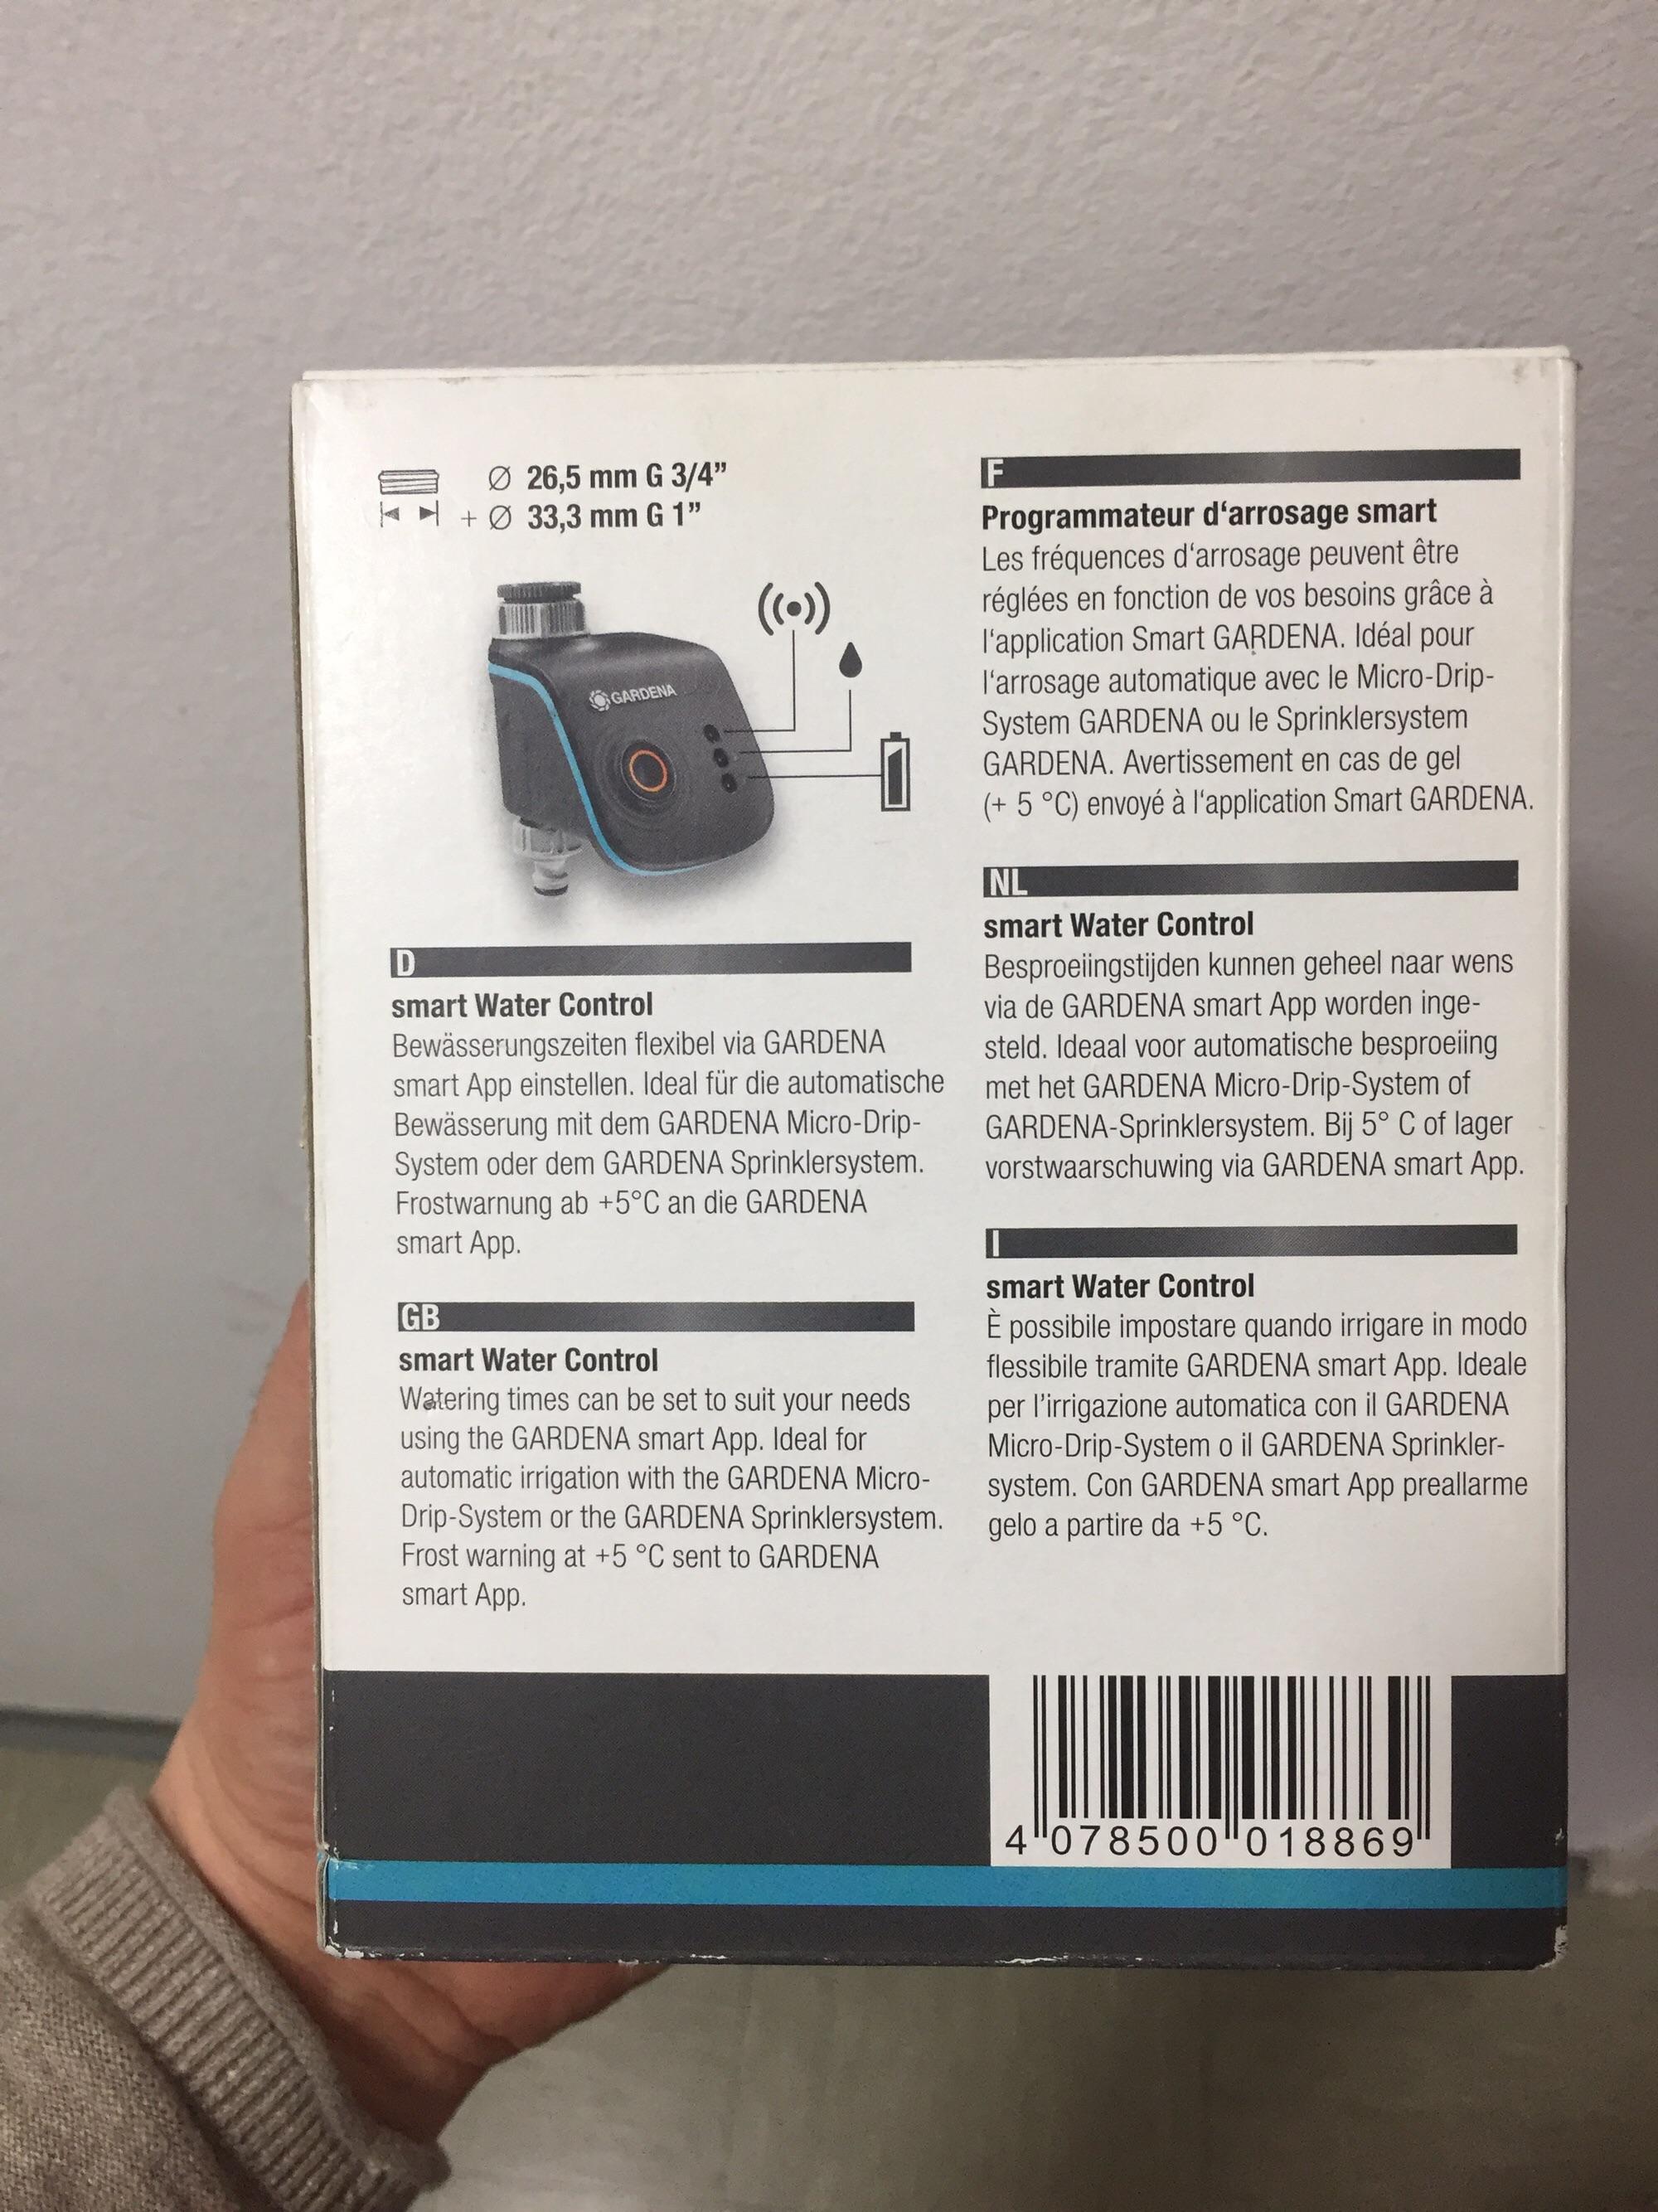 Ø 26,5 mm G 3/4”
+ Ø 33,3 mm G 1”
GARDENA
D
smart Water Control
Bewässerungszeiten flexibel via GARDENA
smart App einstellen. Ideal für die automatische
Bewässerung mit dem GARDENA Micro-Drip-
System oder dem GARDENA Sprinklersystem.
Frostwarnung ab +5°C an die GARDENA
smart App.
GB
smart Water Control
Watering times can be set to suit your needs
using the GARDENA smart App. Ideal for
automatic irrigation with the GARDENA Micro-
Drip-System or the GARDENA Sprinklersystem.
Frost warning at +5 °C sent to GARDENA
smart App.
F
Programmateur d‘arrosage smart
Les fréquences d‘arrosage peuvent être
réglées en fonction de vos besoins grâce à
l‘application Smart GARDENA. Idéal pour
l‘arrosage automatique avec le Micro-Drip-
System GARDENA ou le Sprinklersystem
GARDENA. Avertissement en cas de gel
(+ 5 °C) envoyé à l‘application Smart GARDENA.
NL
smart Water Control
Besproeiingstijden kunnen geheel naar wens
via de GARDENA smart App worden inge-
steld. Ideaal voor automatische besproeiing
met het GARDENA Micro-Drip-System of
GARDENA-Sprinklersystem. Bij 5° C of lager
vorstwaarschuwing via GARDENA smart App.
I
smart Water Control
È possibile impostare quando irrigare in modo
flessibile tramite GARDENA smart App. Ideale
per l’irrigazione automatica con il GARDENA
Micro-Drip-System o il GARDENA Sprinkler-
system. Con GARDENA smart App preallarme
gelo a partire da +5 °C.
4 078500 018869